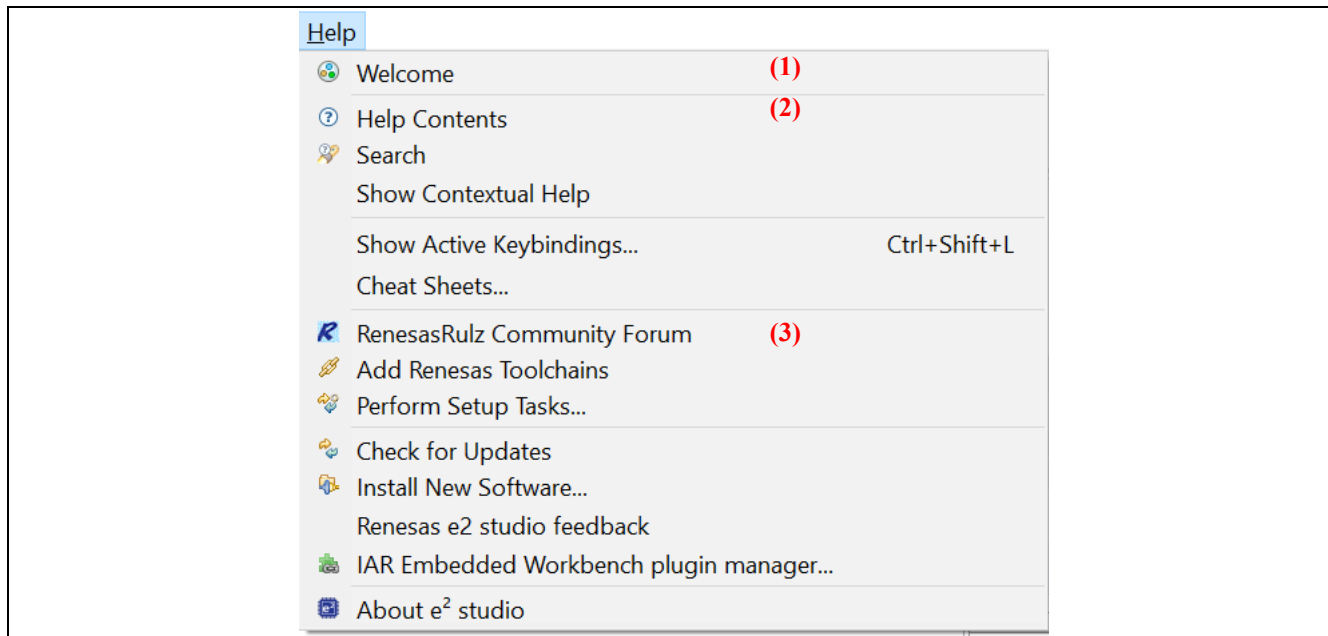 Help
Welcome (1)
Help Contents (2)
Search
Show Contextual Help
Show Active Keybindings... Ctrl+Shift+L
Cheat Sheets...
RenesasRulz Community Forum (3)
Add Renesas Toolchains
Perform Setup Tasks...
Check for Updates
Install New Software...
Renesas e2 studio feedback
IAR Embedded Workbench plugin manager...
About e² studio